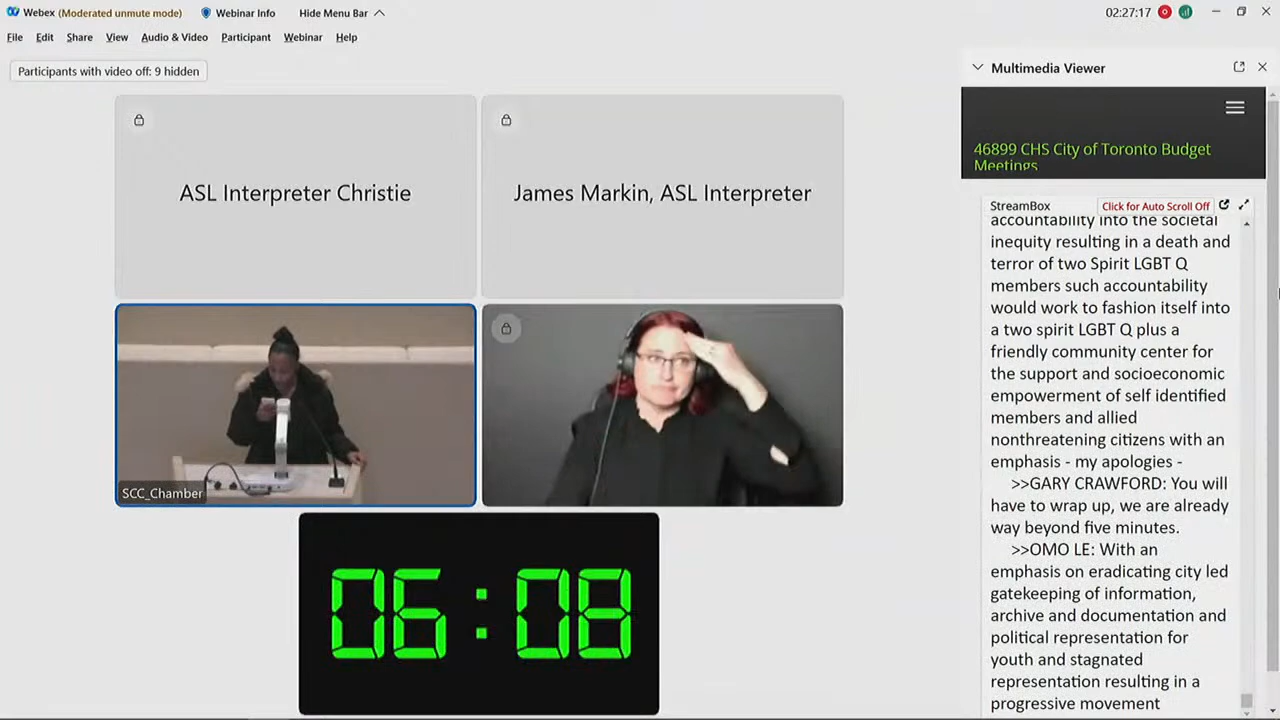 Webex (Moderated unmute mode) Webinar Info Hide Menu Bar 02:27:17
File Edit Share View Audio & Video Participant Webinar Help
Participants with video off: 9 hidden
Multimedia Viewer
46899 CHS City of Toronto Budget
Meetings
StreamBox Click for Auto Scroll Off
accountability into the societal
inequity resulting in a death and
terror of two Spirit LGBT Q
members such accountability
would work to fashion itself into
a two spirit LGBT Q plus a
friendly community center for
the support and socioeconomic
empowerment of self identified
members and allied
nonthreatening citizens with an
emphasis - my apologies -
>>GARY CRAWFORD: You will
have to wrap up, we are already
way beyond five minutes.
>>OMO LE: With an
emphasis on eradicating city led
gatekeeping of information,
archive and documentation and
political representation for
youth and stagnated
representation resulting in a
progressive movement
ASL Interpreter Christie
James Markin, ASL Interpreter
SCC_Chamber
06:08